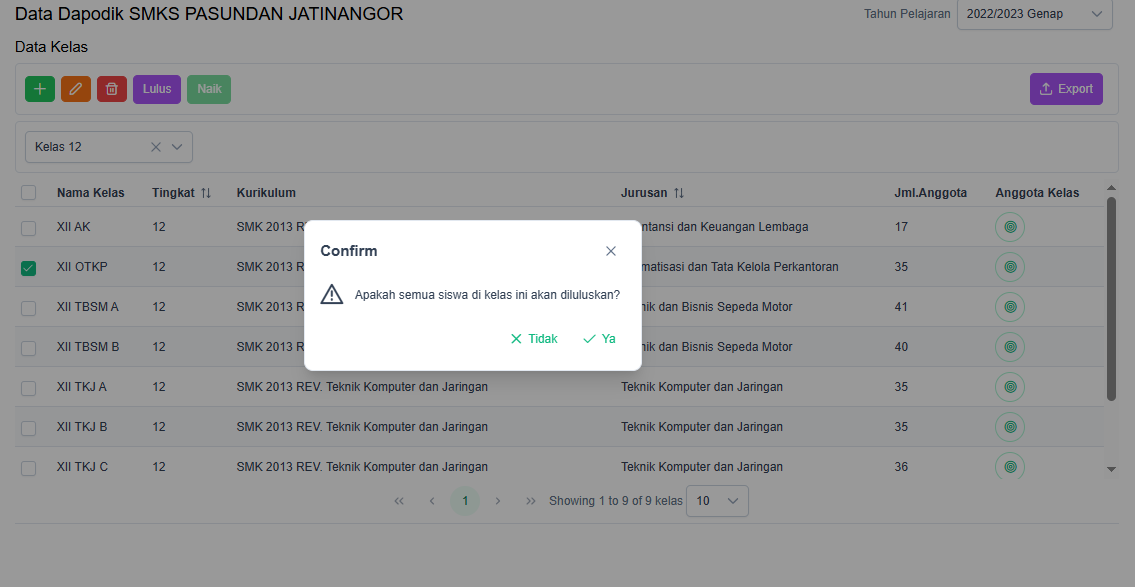 Data Dapodik SMKS PASUNDAN JATINANGOR
Tahun Pelajaran 2022/2023 Genap
Data Kelas
Lulus Naik Export
Kelas 12
Nama Kelas Tingkat Kurikulum Jurusan Jml.Anggota Anggota Kelas
XII AK 12 SMK 2013 dan Keuangan Lembaga 17
XII OTKP 12 SMK 2013 dan Tata Kelola Perkantoran 35
XII TBSM A 12 SMK 2013 dan Bisnis Sepeda Motor 41
XII TBSM B 12 SMK 2013 dan Bisnis Sepeda Motor 40
XII TKJ A 12 SMK 2013 REV. Teknik Komputer dan Jaringan Teknik Komputer dan Jaringan 35
XII TKJ B 12 SMK 2013 REV. Teknik Komputer dan Jaringan Teknik Komputer dan Jaringan 35
XII TKJ C 12 SMK 2013 REV. Teknik Komputer dan Jaringan Teknik Komputer dan Jaringan 36
Confirm
Apakah semua siswa di kelas ini akan diluluskan?
Tidak Ya
1 Showing 1 to 9 of 9 kelas 10